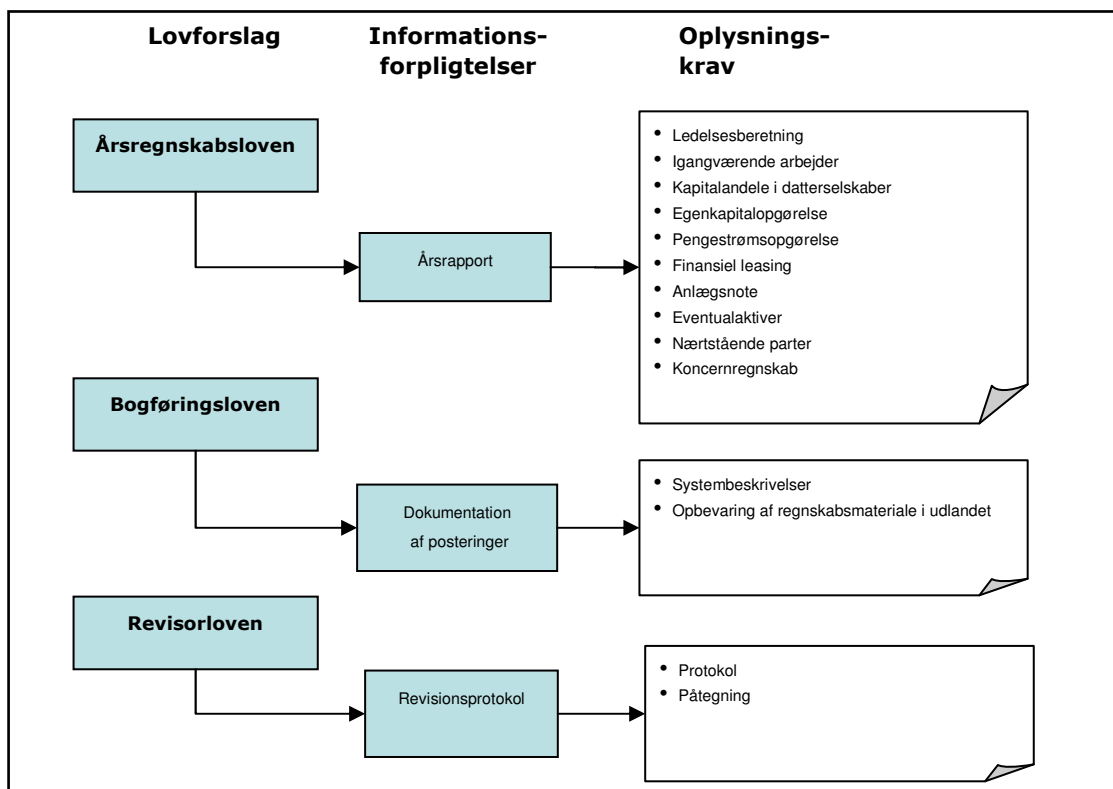 Lovforslag
Informations-
forpligtelser
Oplysnings-
krav
Årsregnskabsloven
Årsrapport
• Ledelsesberetning
• Igangværende arbejder
• Kapitalandele i datterselskaber
• Egenkapitalopgørelse
• Pengestrømsopgørelse
• Finansiel leasing
• Anlægsnote
• Eventualaktiver
• Nærtstående parter
• Koncernregnskab
Bogføringsloven
Dokumentation
af posteringer
• Systembeskrivelser
• Opbevaring af regnskabsmateriale i udlandet
Revisorloven
Revisionsprotokol
• Protokol
• Påtegning